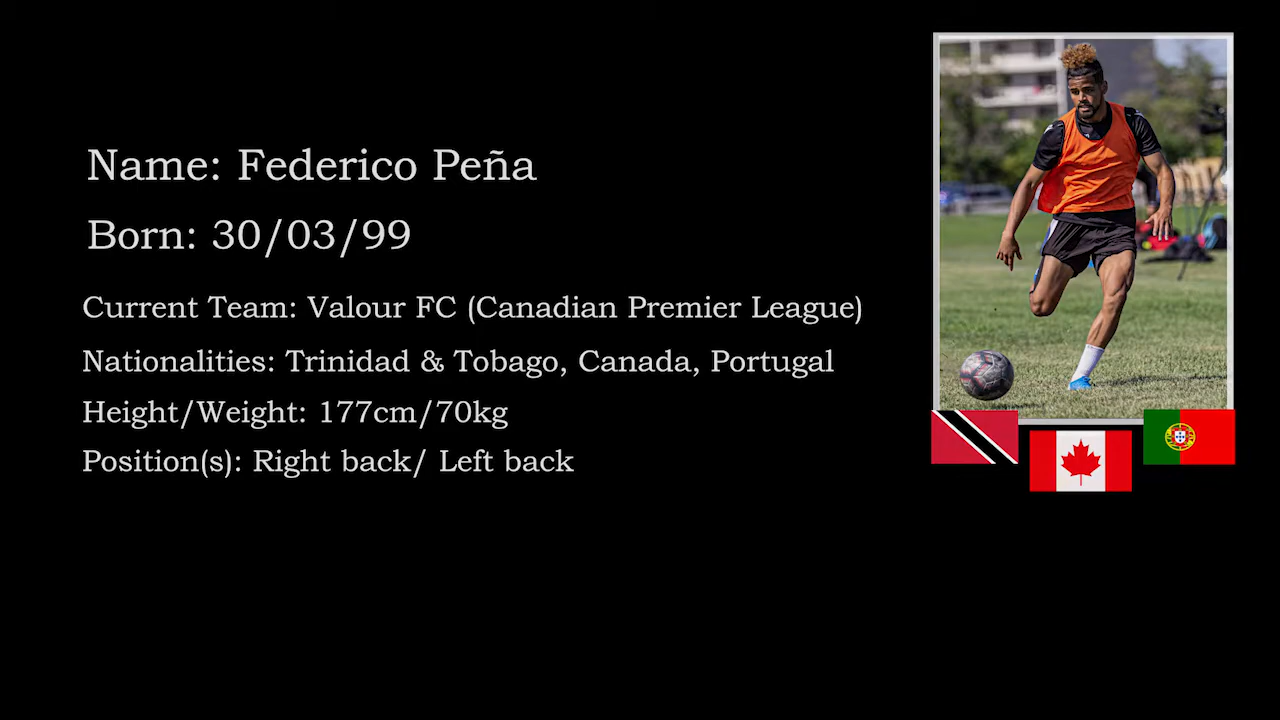 Name: Federico Peña
Born: 30/03/99
Current Team: Valour FC (Canadian Premier League)
Nationalities: Trinidad & Tobago, Canada, Portugal
Height/Weight: 177cm/70kg
Position(s): Right back/ Left back